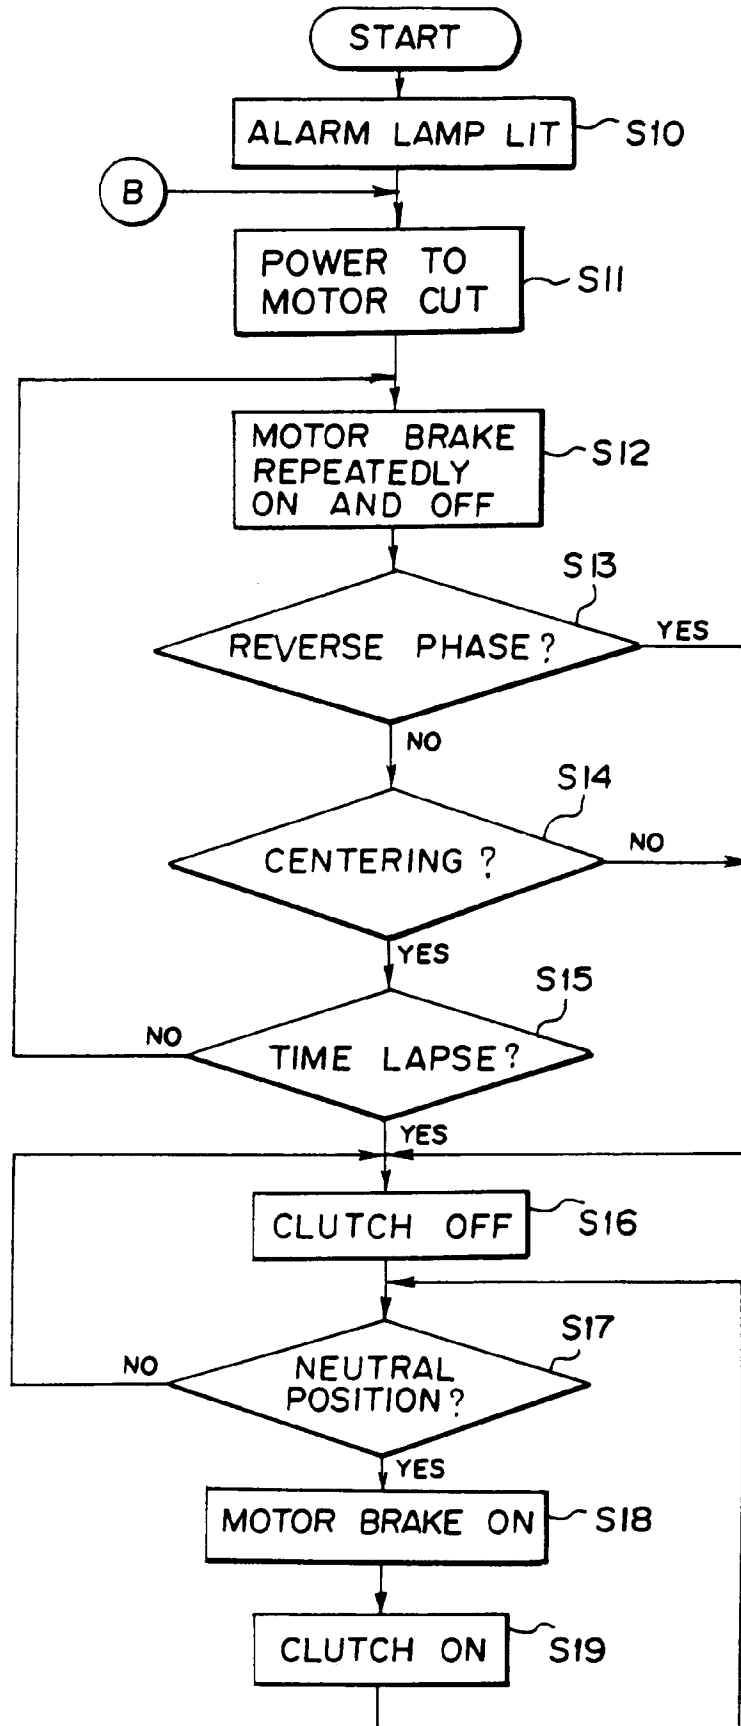 START
ALARM LAMP LIT
S10
B
POWER TO
MOTOR CUT
S11
MOTOR BRAKE
REPEATEDLY
ON AND OFF
S12
S13
REVERSE PHASE?
YES
NO
S14
CENTERING?
NO
YES
S15
TIME LAPSE?
NO
YES
CLUTCH OFF
S16
S17
NEUTRAL
POSITION?
NO
YES
MOTOR BRAKE ON
S18
CLUTCH ON
S19